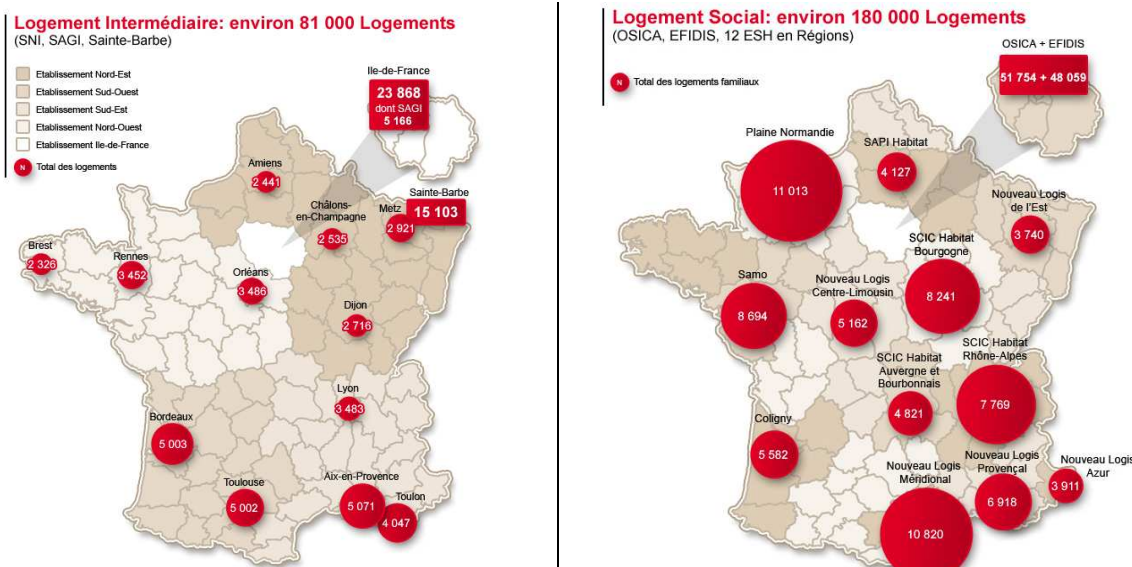 Logement Intermédiaire: environ 81 000 Logements
(SNI, SAGI, Sainte-Barbe)
Etablissement Nord-Est
Etablissement Sud-Ouest
Etablissement Sud-Est
Etablissement Nord-Ouest
Etablissement Ile-de-France
N Total des logements
Ile-de-France
23 868
dont SAGI
5 166
Amiens
2 441
Sainte-Barbe
15 103
Châlons-
en-Champagne
2 535
Metz
2 921
Brest
2 326
Rennes
3 452
Orléans
3 486
Dijon
2 716
Lyon
3 483
Bordeaux
5 003
Toulouse
5 002
Aix-en-Provence
5 071
Toulon
4 047
Logement Social: environ 180 000 Logements
(OSICA, EFIDIS, 12 ESH en Régions)
N Total des logements familiaux
OSICA + EFIDIS
51 754 + 48 059
Plaine Normandie
11 013
SAPI Habitat
4 127
Nouveau Logis
de l'Est
3 740
SCIC Habitat
Bourgogne
8 241
Samo
8 694
Nouveau Logis
Centre-Limousin
5 162
SCIC Habitat
Auvergne et
Bourbonnais
4 821
SCIC Habitat
Rhône-Alpes
7 769
Coligny
5 582
Nouveau Logis
Méridional
10 820
Nouveau Logis
Provençal
6 918
Nouveau Logis
Azur
3 911